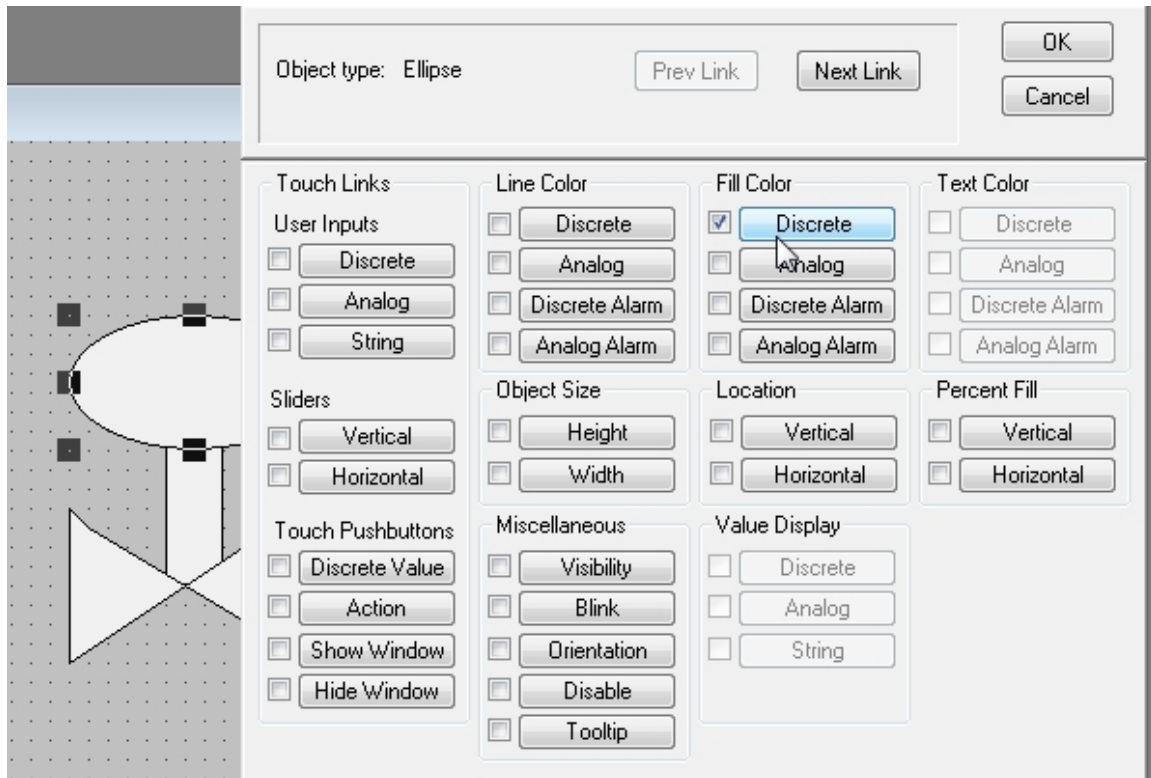 Object type: Ellipse
Prev Link
Next Link
OK
Cancel
Touch Links
User Inputs
Discrete
Analog
String
Sliders
Vertical
Horizontal
Touch Pushbuttons
Discrete Value
Action
Show Window
Hide Window
Line Color
Discrete
Analog
Discrete Alarm
Analog Alarm
Object Size
Height
Width
Miscellaneous
Visibility
Blink
Orientation
Disable
Tooltip
Fill Color
Discrete
Analog
Discrete Alarm
Analog Alarm
Location
Vertical
Horizontal
Value Display
Discrete
Analog
String
Text Color
Discrete
Analog
Discrete Alarm
Analog Alarm
Percent Fill
Vertical
Horizontal